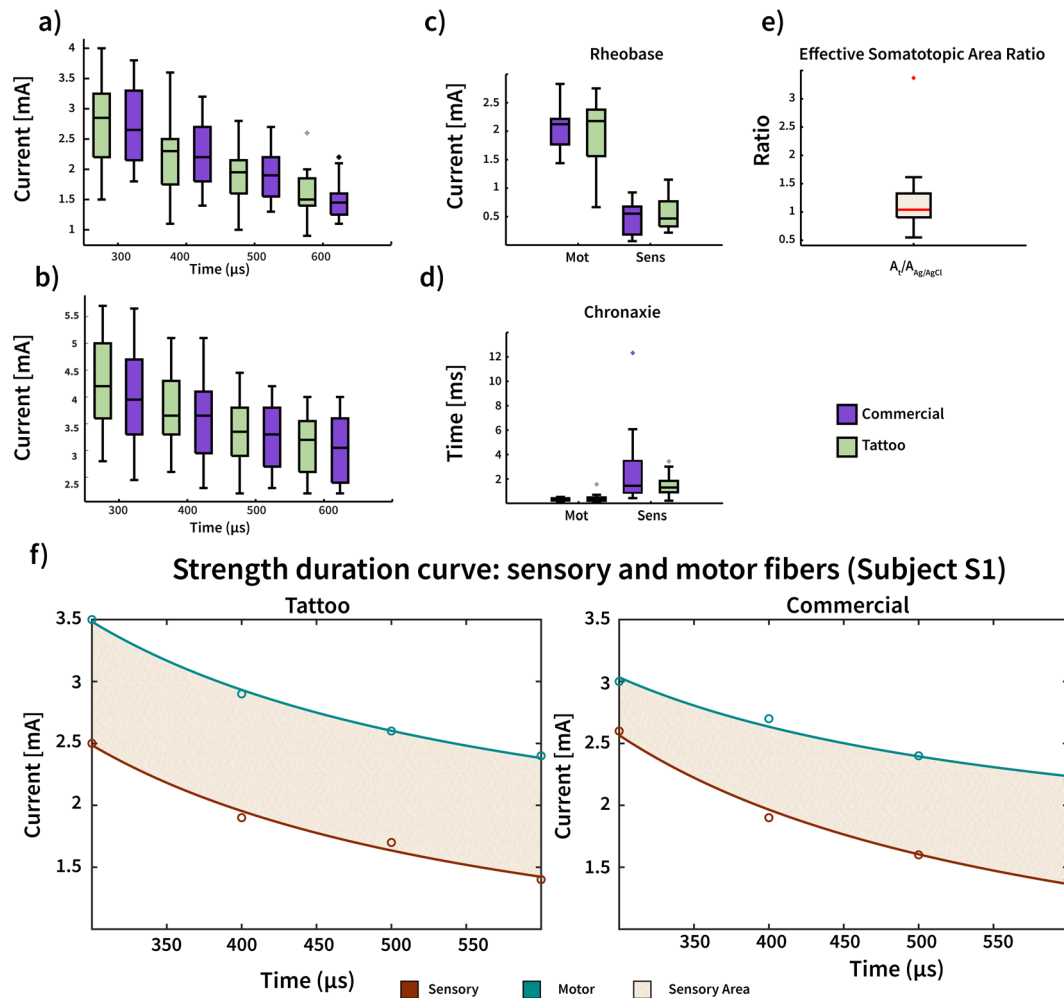 a)
Current [mA]
4
3.5
3
2.5
2
1.5
1
300 400 500 600
Time (µs)
b)
Current [mA]
5.5
5
4.5
4
3.5
3
2.5
300 400 500 600
Time (µs)
c)
Rheobase
Current [mA]
2.5
2
1.5
1
0.5
Mot Sens
d)
Chronaxie
Time [ms]
12
10
8
6
4
2
Mot Sens
e)
Effective Somatotopic Area Ratio
Ratio
3
2.5
1.5
1
0.5
At/AAg/AgCl
Commercial
Tattoo
f)
Strength duration curve: sensory and motor fibers (Subject S1)
Tattoo
Current [mA]
3.5
3
2.5
2
1.5
350 400 450 500 550
Time (µs)
Commercial
Current [mA]
3.5
3
2.5
2
1.5
350 400 450 500 550
Time (µs)
Sensory Motor Sensory Area